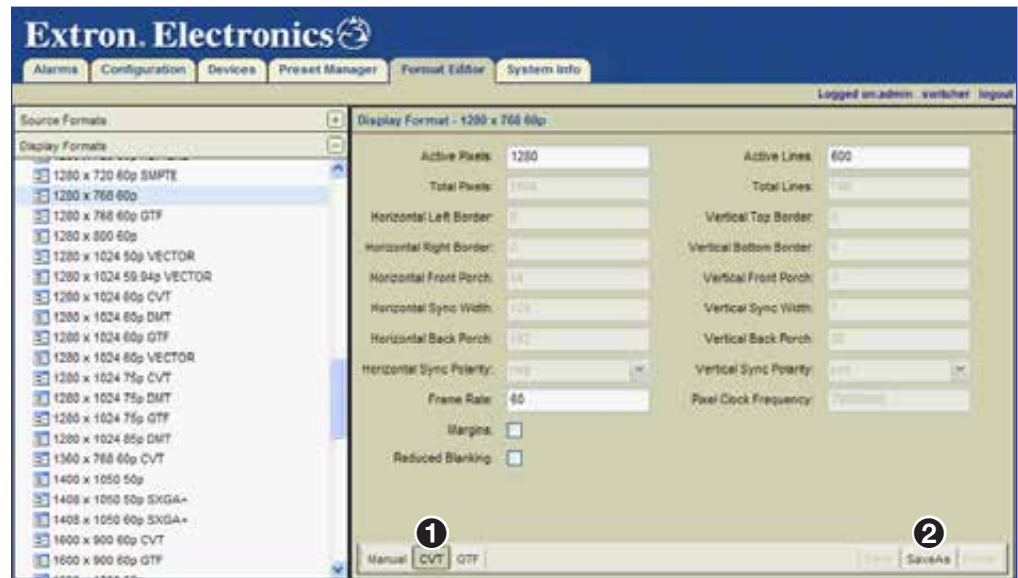 Extron. Electronics
Alarms Configuration Devices Preset Manager Format Editor System Info
Logged on:admin switcher logout
Source Formats
Display Formats
1280 x 720 60p SMPTE
1280 x 768 60p
1280 x 768 60p GTF
1280 x 800 60p
1280 x 1024 50p VECTOR
1280 x 1024 59.94p VECTOR
1280 x 1024 60p CVT
1280 x 1024 60p DMT
1280 x 1024 60p GTF
1280 x 1024 60p VECTOR
1280 x 1024 75p CVT
1280 x 1024 75p DMT
1280 x 1024 75p GTF
1280 x 1024 85p DMT
1360 x 768 60p CVT
1400 x 1050 50p
1408 x 1050 50p SXGA+
1408 x 1050 60p SXGA+
1600 x 900 60p CVT
1600 x 900 60p GTF
Display Format - 1280 x 768 60p
Active Pixels: 1280 Active Lines: 600
Total Pixels: Total Lines:
Horizontal Left Border: Vertical Top Border:
Horizontal Right Border: Vertical Bottom Border:
Horizontal Front Porch: Vertical Front Porch:
Horizontal Sync Width: Vertical Sync Width:
Horizontal Back Porch: Vertical Back Porch:
Horizontal Sync Polarity: Vertical Sync Polarity:
Frame Rate: 60 Pixel Clock Frequency:
Margins:
Reduced Blanking:
1 2
Manual CVT GTF SaveAs